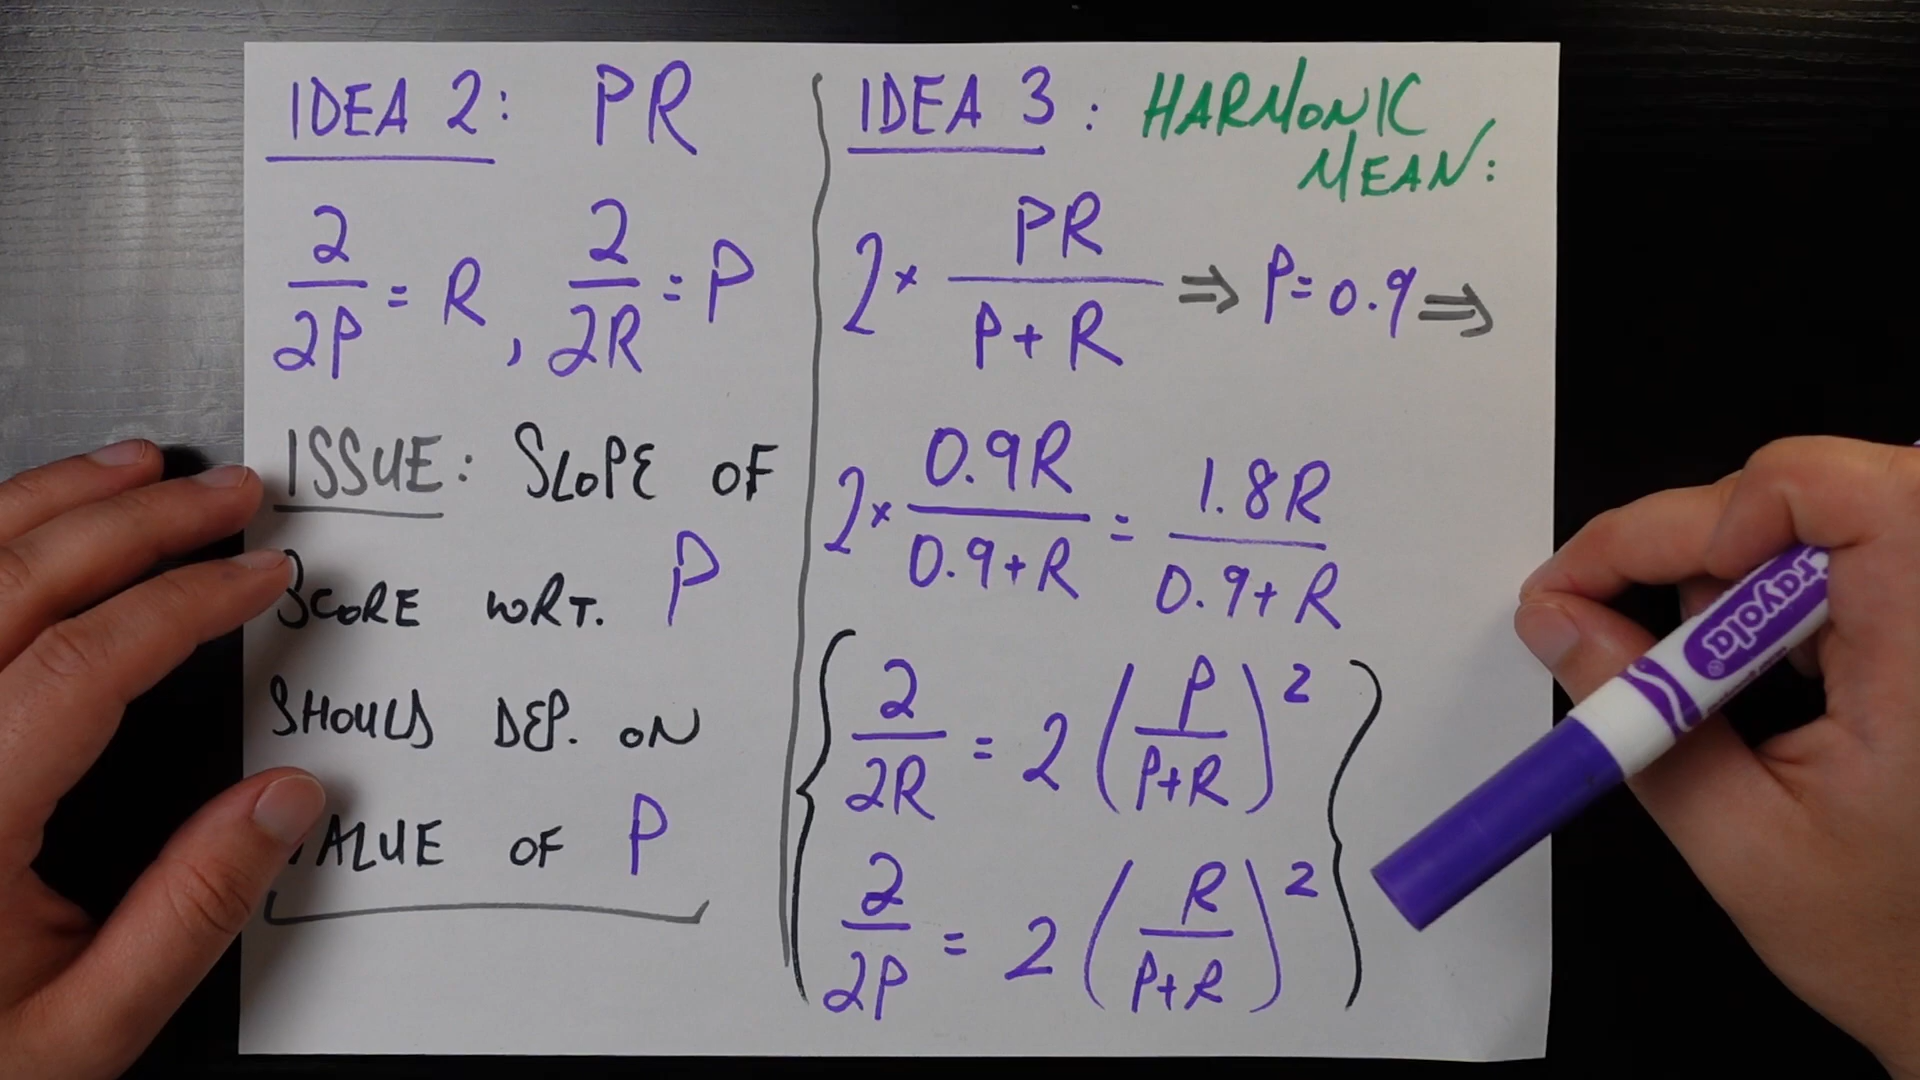 IDEA 2: PR
2/2P = R, 2/2R = P
ISSUE: SLOPE OF
SCORE WRT. P
SHOULD DEP. ON
VALUE OF P
IDEA 3: HARMONIC
MEAN:
2 × PR/P+R ⇒ P=0.9 ⇒
2 × 0.9R/0.9+R = 1.8R/0.9+R
2/2R = 2 (P/P+R)²
2/2P = 2 (R/P+R)²
Crayola®